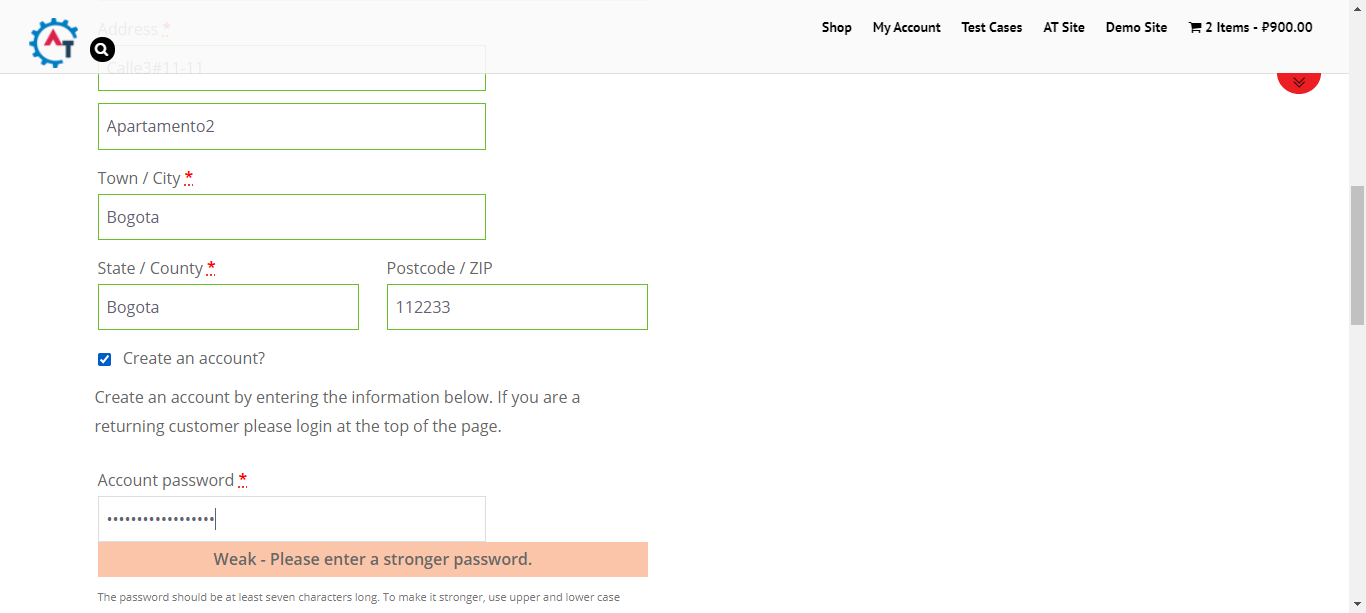 Shop My Account Test Cases AT Site Demo Site 2 Items - ₽900.00
AT
Address *
Calle3#11-11
Apartamento2
Town / City *
Bogota
State / County * Postcode / ZIP
Bogota 112233
Create an account?
Create an account by entering the information below. If you are a
returning customer please login at the top of the page.
Account password *
••••••••••••••••••
Weak - Please enter a stronger password.
The password should be at least seven characters long. To make it stronger, use upper and lower case